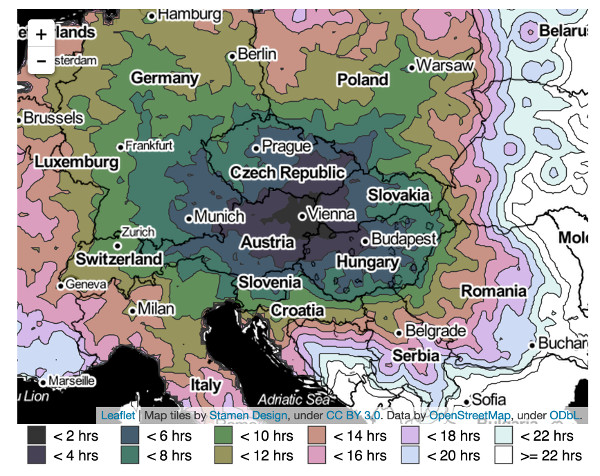 Hamburg
+
-
Netherlands
Amsterdam
Berlin
Belarus
Germany
Poland
Warsaw
Brussels
Frankfurt
Prague
Luxemburg
Czech Republic
Slovakia
Munich
Vienna
Zurich
Austria
Budapest
Mol
Switzerland
Hungary
Geneva
Slovenia
Romania
Milan
Croatia
Belgrade
Serbia
Buchar
Marseille
u Lion
Italy
Adriatic Sea
Sofia
Leaflet | Map tiles by Stamen Design, under CC BY 3.0. Data by OpenStreetMap, under ODbL.
< 2 hrs < 6 hrs < 10 hrs < 14 hrs < 18 hrs < 22 hrs
< 4 hrs < 8 hrs < 12 hrs < 16 hrs < 20 hrs >= 22 hrs